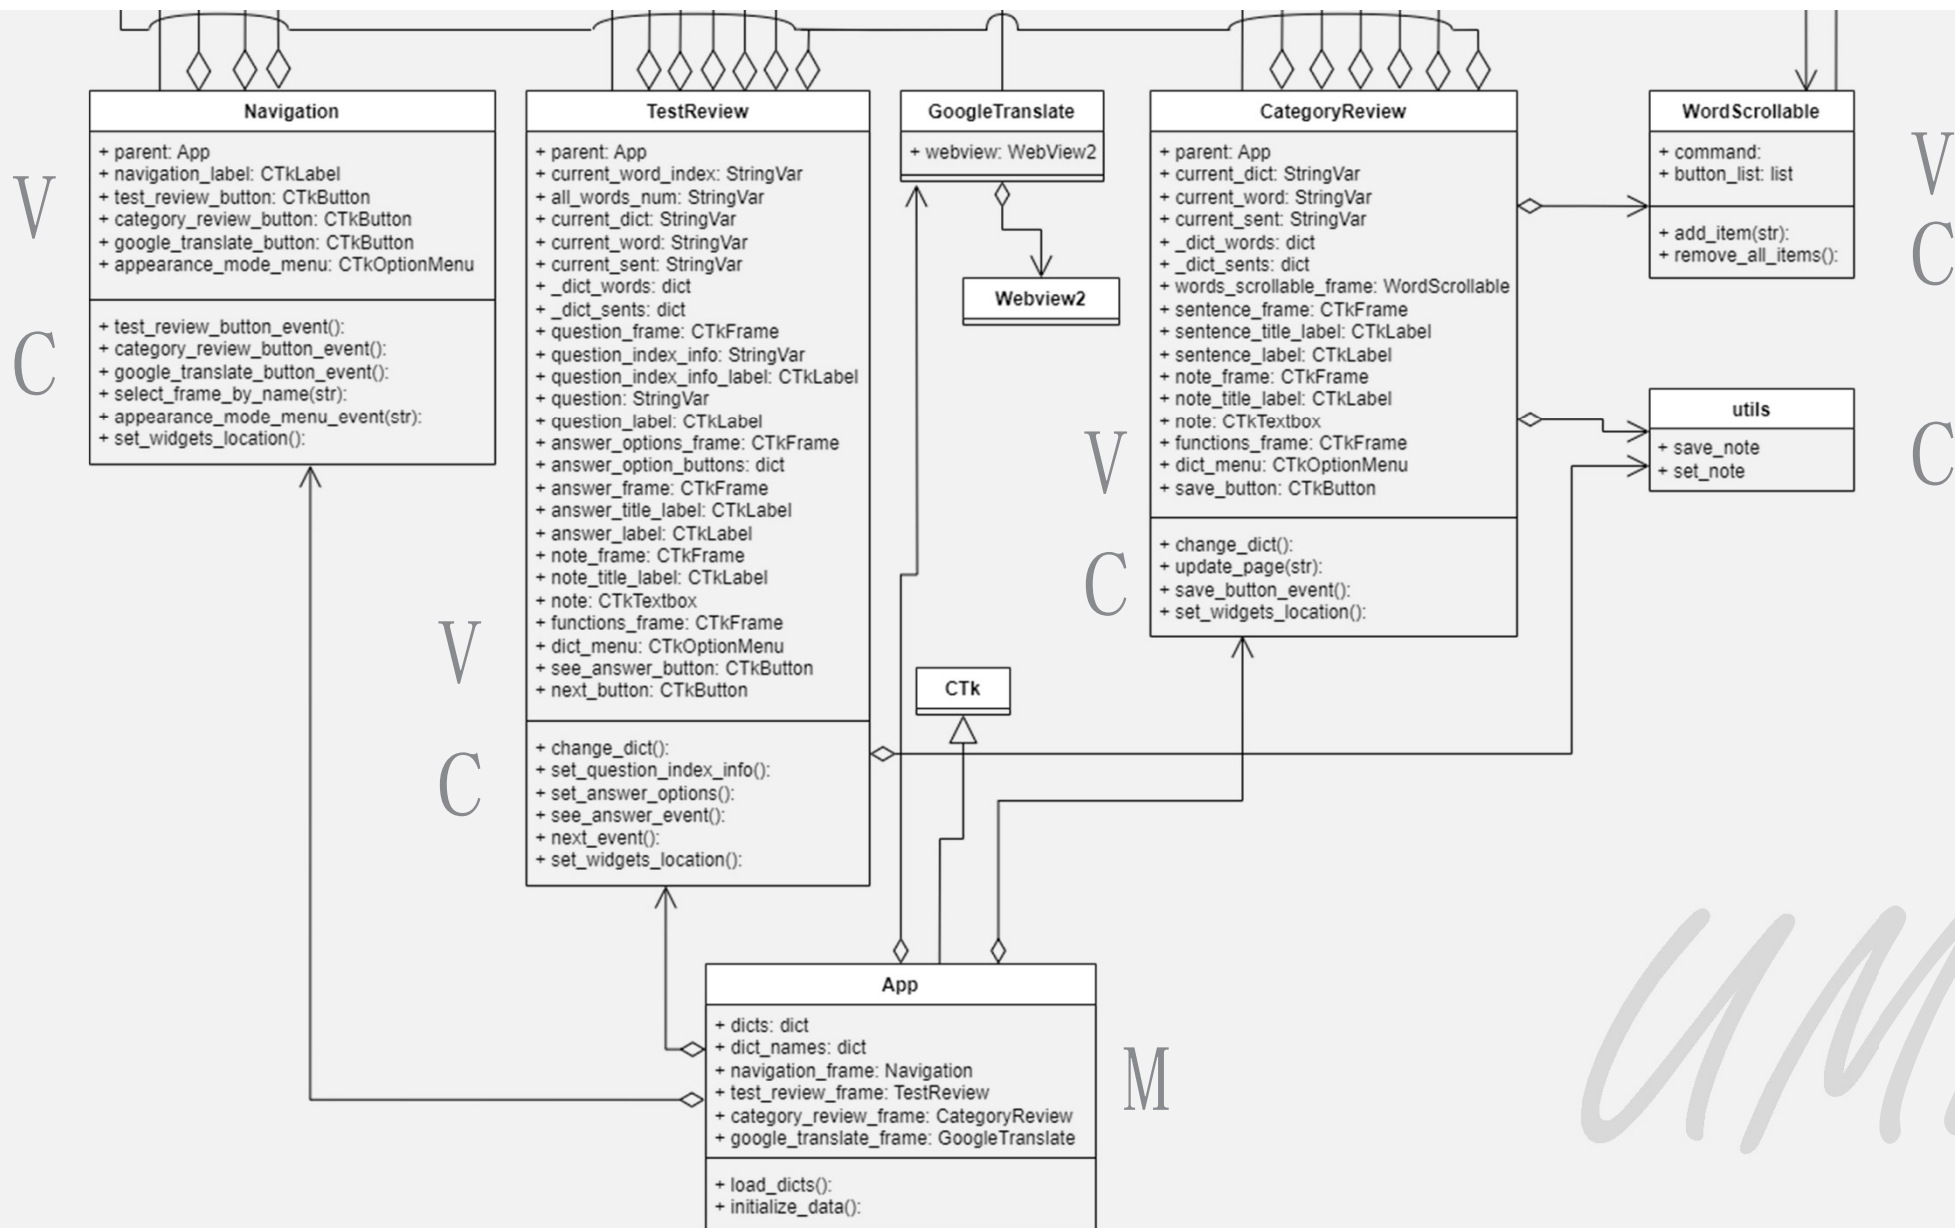 Navigation
+ parent: App
+ navigation_label: CTkLabel
+ test_review_button: CTkButton
+ category_review_button: CTkButton
+ google_translate_button: CTkButton
+ appearance_mode_menu: CTkOptionMenu
+ test_review_button_event():
+ category_review_button_event():
+ google_translate_button_event():
+ select_frame_by_name(str):
+ appearance_mode_menu_event(str):
+ set_widgets_location():
V
C
TestReview
+ parent: App
+ current_word_index: StringVar
+ all_words_num: StringVar
+ current_dict: StringVar
+ current_word: StringVar
+ current_sent: StringVar
+ _dict_words: dict
+ _dict_sents: dict
+ question_frame: CTkFrame
+ question_index_info: StringVar
+ question_index_info_label: CTkLabel
+ question: StringVar
+ question_label: CTkLabel
+ answer_options_frame: CTkFrame
+ answer_option_buttons: dict
+ answer_frame: CTkFrame
+ answer_title_label: CTkLabel
+ answer_label: CTkLabel
+ note_frame: CTkFrame
+ note_title_label: CTkLabel
+ note: CTkTextbox
+ functions_frame: CTkFrame
+ dict_menu: CTkOptionMenu
+ see_answer_button: CTkButton
+ next_button: CTkButton
+ change_dict():
+ set_question_index_info():
+ set_answer_options():
+ see_answer_event():
+ next_event():
+ set_widgets_location():
V
C
GoogleTranslate
+ webview: WebView2
Webview2
CTk
CategoryReview
+ parent: App
+ current_dict: StringVar
+ current_word: StringVar
+ current_sent: StringVar
+ _dict_words: dict
+ _dict_sents: dict
+ words_scrollable_frame: WordScrollable
+ sentence_frame: CTkFrame
+ sentence_title_label: CTkLabel
+ sentence_label: CTkLabel
+ note_frame: CTkFrame
+ note_title_label: CTkLabel
+ note: CTkTextbox
+ functions_frame: CTkFrame
+ dict_menu: CTkOptionMenu
+ save_button: CTkButton
+ change_dict():
+ update_page(str):
+ save_button_event():
+ set_widgets_location():
V
C
WordScrollable
+ command:
+ button_list: list
+ add_item(str):
+ remove_all_items():
V
C
utils
+ save_note
+ set_note
C
App
+ dicts: dict
+ dict_names: dict
+ navigation_frame: Navigation
+ test_review_frame: TestReview
+ category_review_frame: CategoryReview
+ google_translate_frame: GoogleTranslate
+ load_dicts():
+ initialize_data():
M